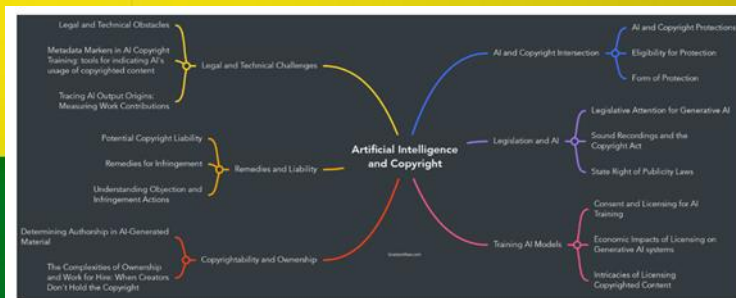 Artificial Intelligence
and Copyright
Legal and Technical Challenges
Legal and Technical Obstacles
Metadata Markers in AI Copyright
Training: tools for indicating AI's
usage of copyrighted content
Tracing AI Output Origins:
Measuring Work Contributions
Remedies and Liability
Potential Copyright Liability
Remedies for Infringement
Understanding Objection and
Infringement Actions
Copyrightability and Ownership
Determining Authorship in AI-Generated
Material
The Complexities of Ownership
and Work for Hire: When Creators
Don't Hold the Copyright
AI and Copyright Intersection
AI and Copyright Protections
Eligibility for Protection
Form of Protection
Legislation and AI
Legislative Attention for Generative AI
Sound Recordings and the
Copyright Act
State Right of Publicity Laws
Training AI Models
Consent and Licensing for AI
Training
Economic Impacts of Licensing on
Generative AI systems
Intricacies of Licensing
Copyrighted Content